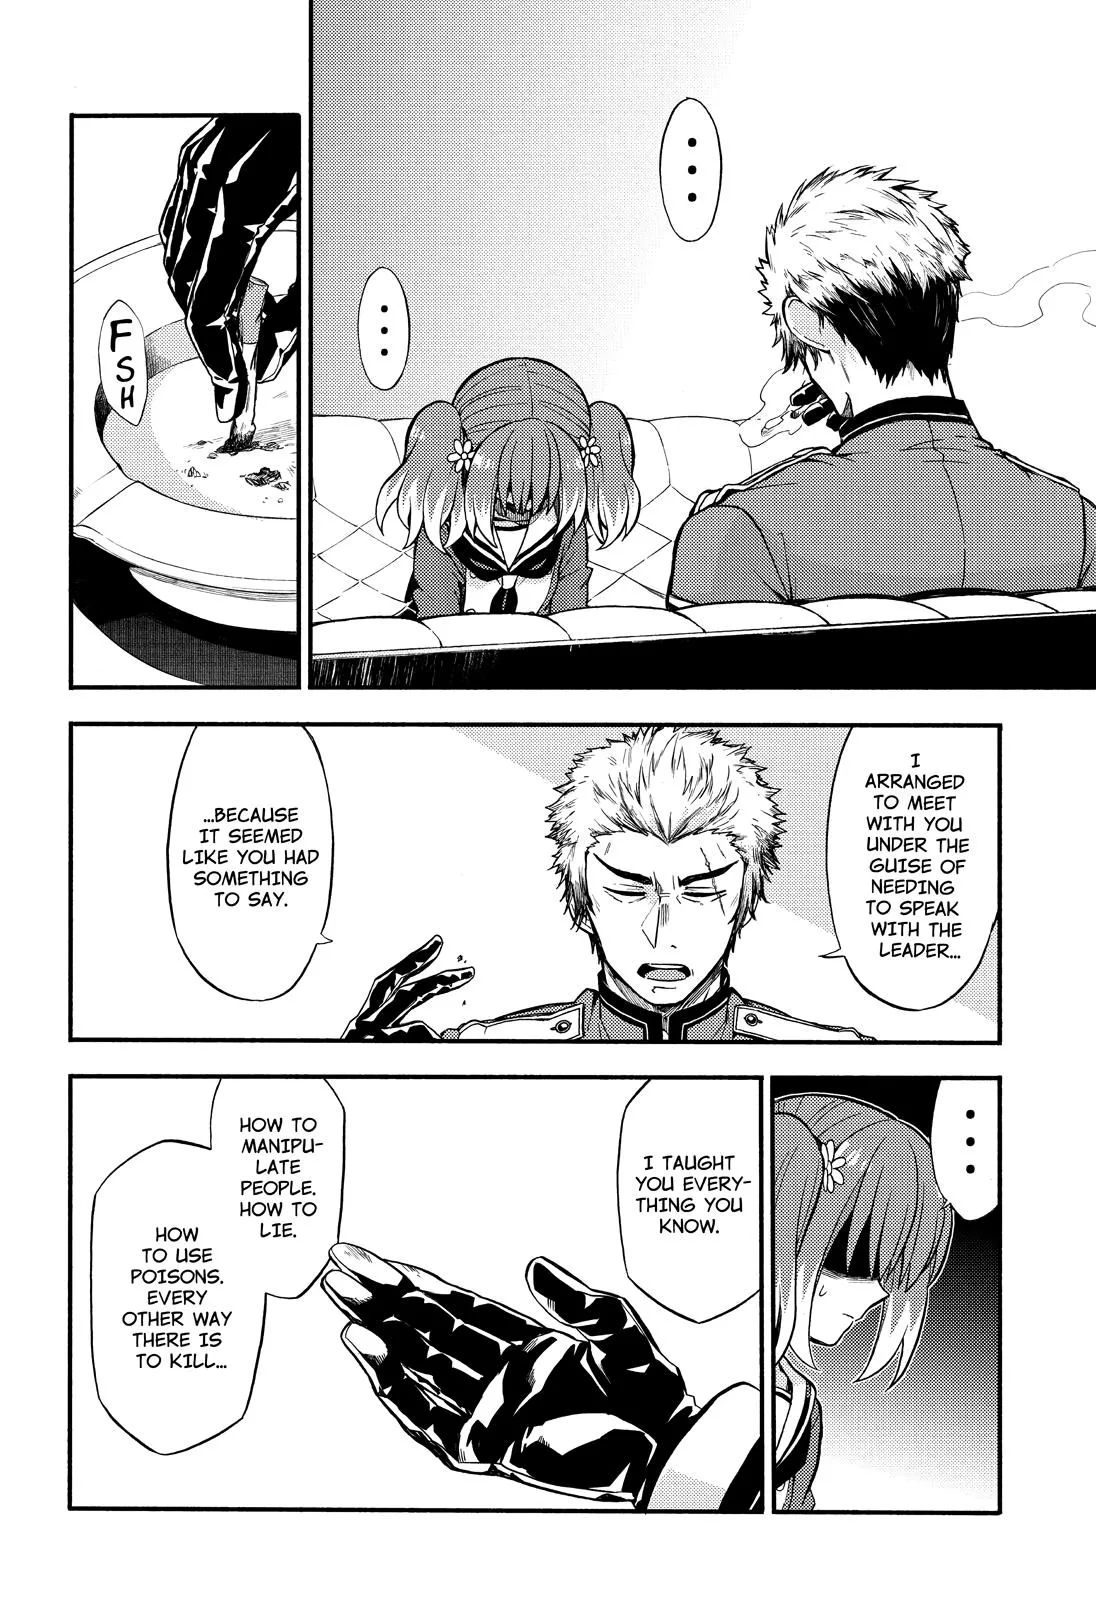 ...
...
FSH
I
ARRANGED
TO MEET
WITH YOU
UNDER THE
GUISE OF
NEEDING
TO SPEAK
WITH THE
LEADER...
...BECAUSE
IT SEEMED
LIKE YOU HAD
SOMETHING
TO SAY.
...
I TAUGHT
YOU EVERY-
THING YOU
KNOW.
HOW TO
MANIPU-
LATE
PEOPLE.
HOW TO
LIE.
HOW
TO USE
POISONS.
EVERY
OTHER WAY
THERE IS
TO KILL...